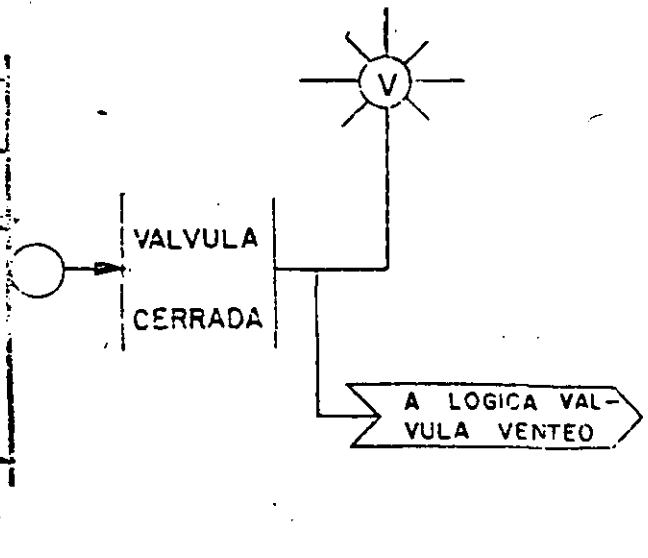 V
VALVULA
CERRADA
A LOGICA VAL-
VULA VENTEO